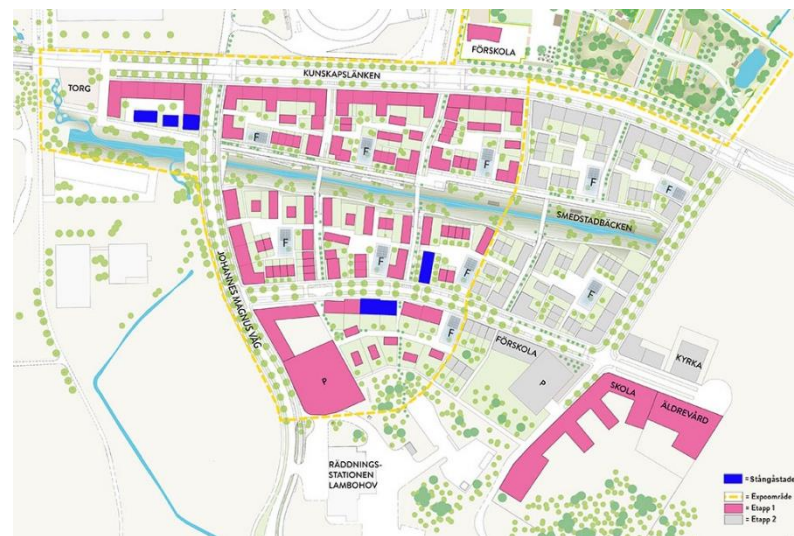 FÖRSKOLA
KUNSKAPSLÄNKEN
TORG
F
F
F
F
F
SMEDSTADBÄCKEN
F
F
F
F
F
JOHANNES MAGNUS VÄG
F
FÖRSKOLA
KYRKA
P
P
SKOLA
ÄLDREVÅRD
RÄDDNINGS-
STATIONEN
LAMBOHOV
= Stångåstaden
= Expoområde
= Etapp 1
= Etapp 2